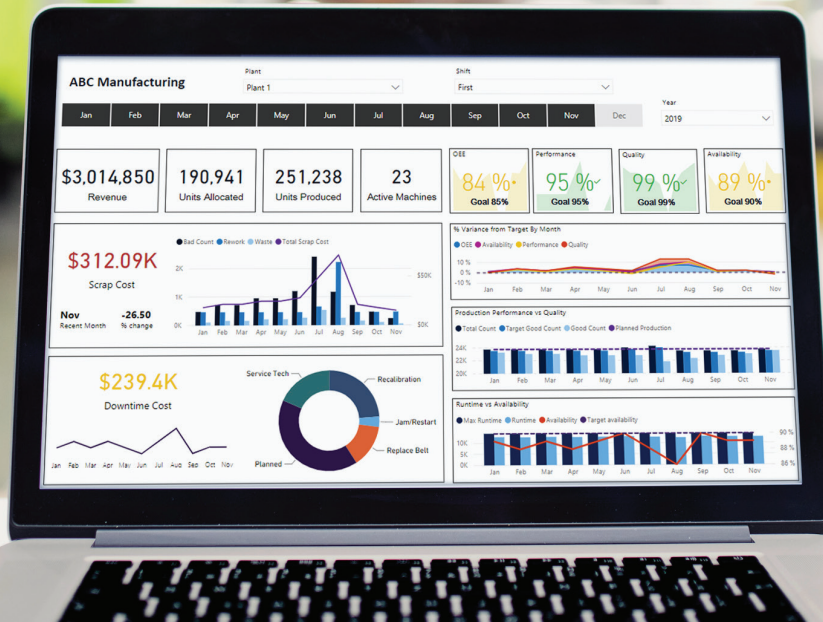 ABC Manufacturing
Plant
Plant 1
Shift
First
Jan Feb Mar Apr May Jun Jul Aug Sep Oct Nov Dec
Year
2019
$3,014,850
Revenue
190,941
Units Allocated
251,238
Units Produced
23
Active Machines
OEE
84 %
Goal 85%
Performance
95 %
Goal 95%
Quality
99 %
Goal 99%
Availability
89 %
Goal 90%
$312.09K
Scrap Cost
Nov
Recent Month
-26.50
% change
Bad Count Rework Waste Total Scrap Cost
2K
1K
0K
$50K
$0K
Jan Feb Mar Apr May Jun Jul Aug Sep Oct Nov
% Variance from Target By Month
OEE Availability Performance Quality
10 %
0 %
-10 %
Jan Feb Mar Apr May Jun Jul Aug Sep Oct Nov
Production Performance vs Quality
Total Count Target Good Count Good Count Planned Production
24K
22K
20K
Jan Feb Mar Apr May Jun Jul Aug Sep Oct Nov
$239.4K
Downtime Cost
Jan Feb Mar Apr May Jun Jul Aug Sep Oct Nov
Service Tech
Recalibration
Jam/Restart
Replace Belt
Planned
Runtime vs Availability
Max Runtime Runtime Availability Target availability
10K
5K
0K
90 %
88 %
86 %
Jan Feb Mar Apr May Jun Jul Aug Sep Oct Nov